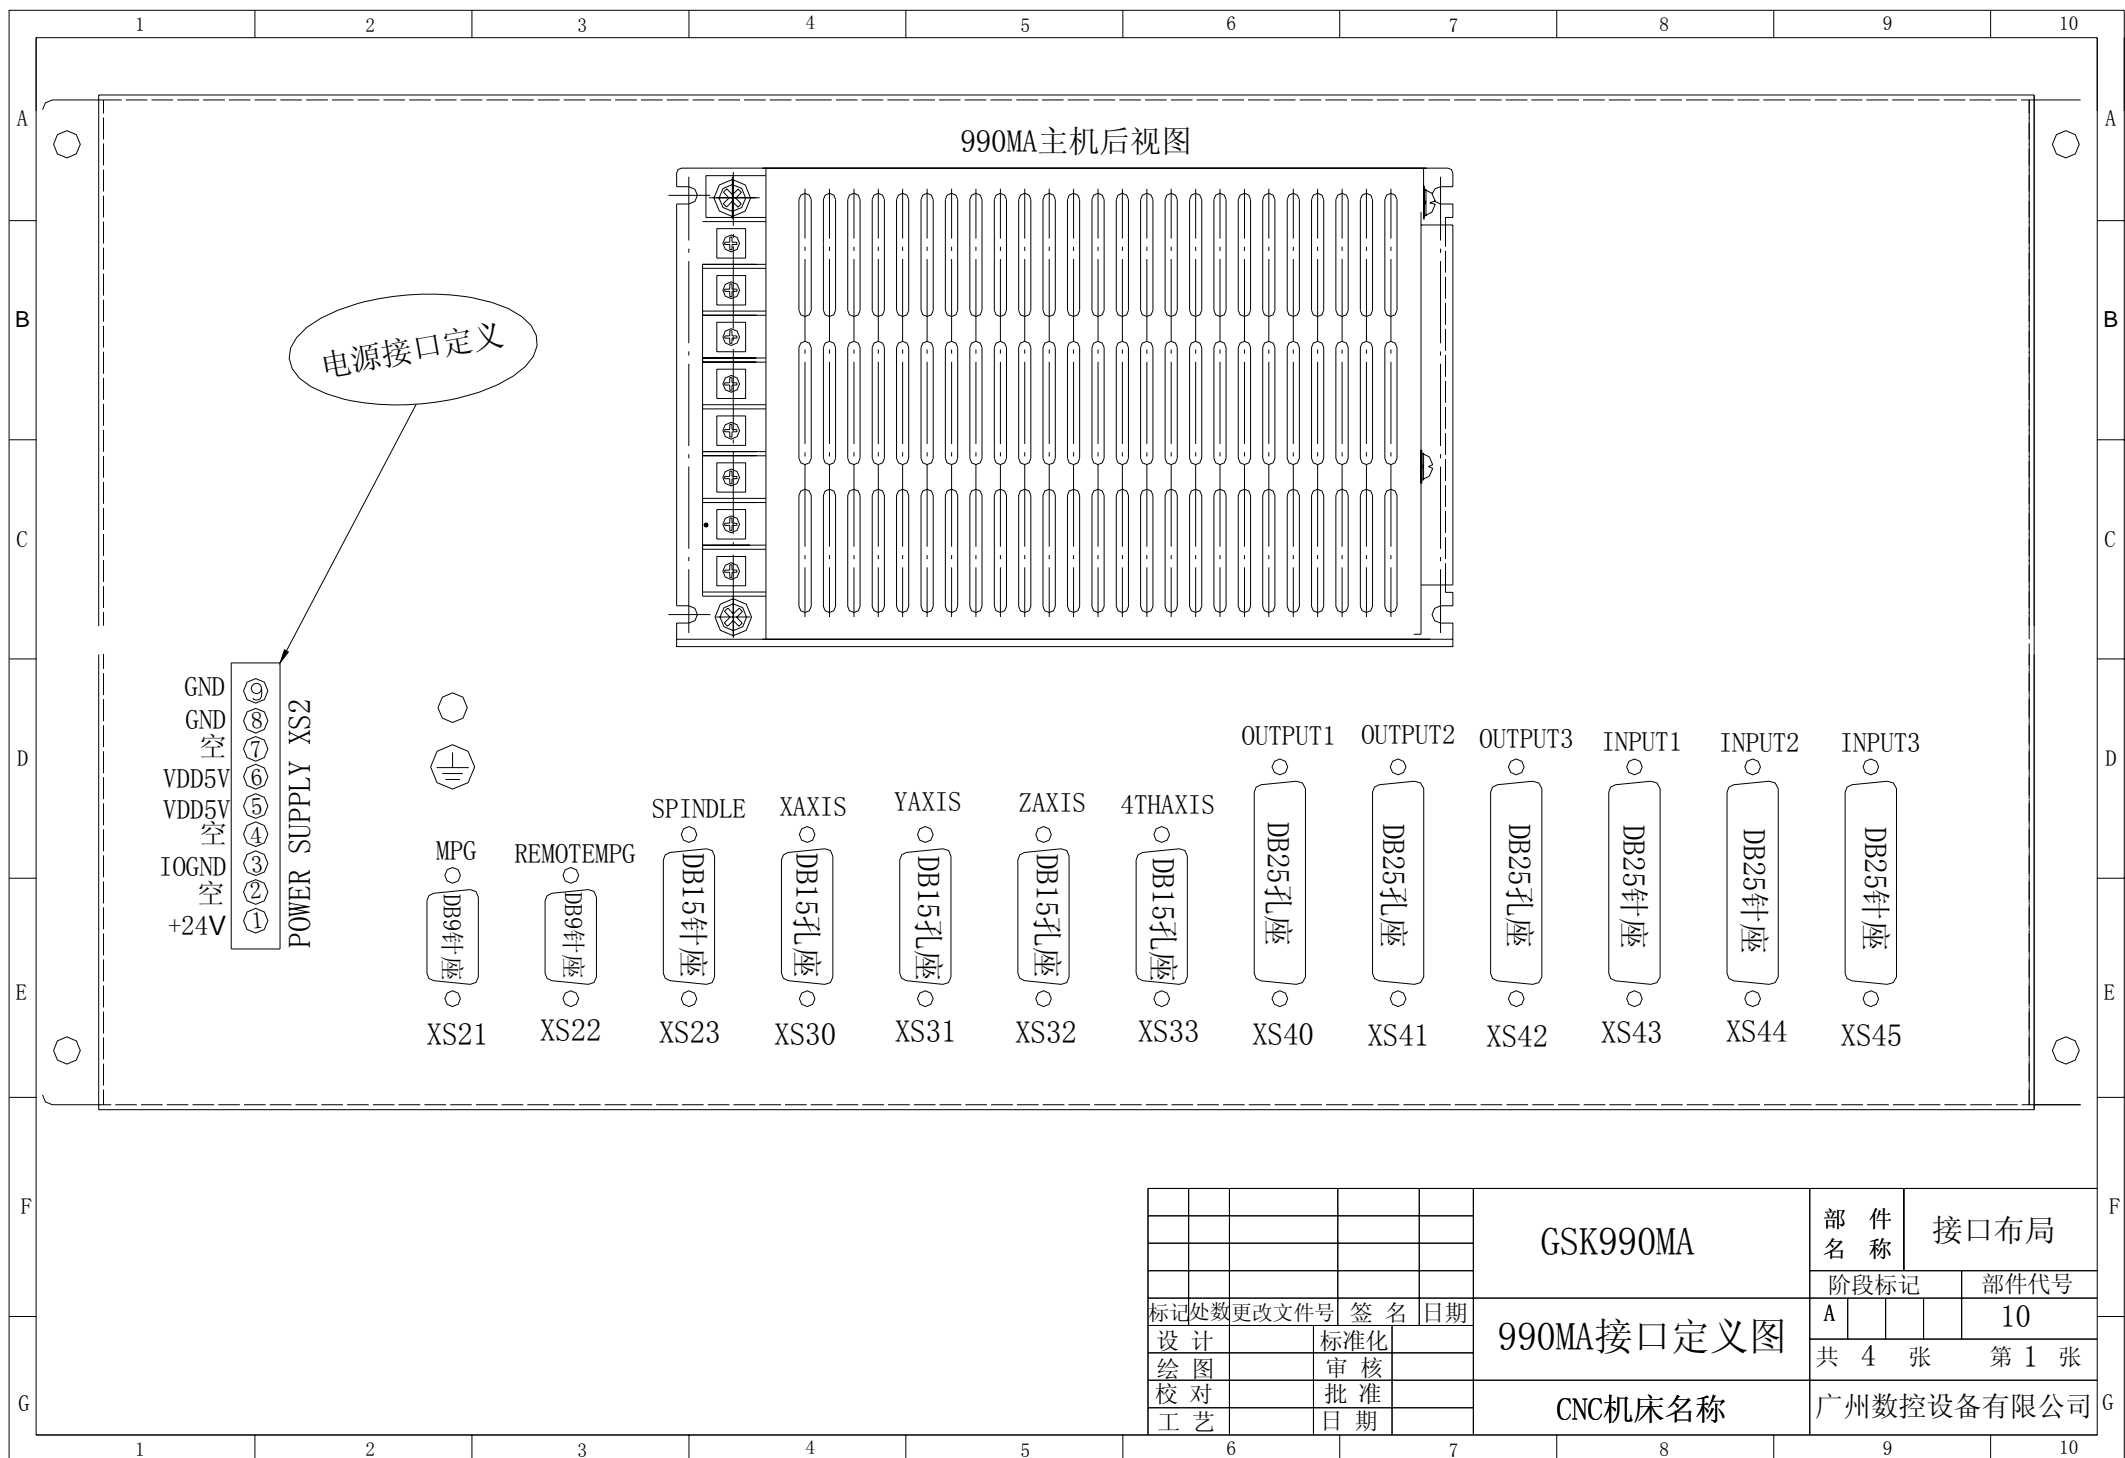 1 2 3 4 5 6 7 8 9 10
A A
990MA主机后视图
B B
电源接口定义
C C
D D
GND ⑨
GND ⑧
空 ⑦
VDD5V ⑥
VDD5V ⑤
空 ④
IOGND ③
空 ②
+24V ①
POWER SUPPLY XS2
MPG
DB9针座
XS21
REMOTEMPG
DB9针座
XS22
SPINDLE
DB15针座
XS23
XAXIS
DB15孔座
XS30
YAXIS
DB15孔座
XS31
ZAXIS
DB15孔座
XS32
4THAXIS
DB15孔座
XS33
OUTPUT1
DB25孔座
XS40
OUTPUT2
DB25孔座
XS41
OUTPUT3
DB25孔座
XS42
INPUT1
DB25针座
XS43
INPUT2
DB25针座
XS44
INPUT3
DB25针座
XS45
E E
F F
GSK990MA
部 件
名 称
接口布局
阶段标记 部件代号
标记 处数 更改文件号 签 名 日期
A 10
设 计 标准化
990MA接口定义图
绘 图 审 核
共 4 张 第 1 张
校 对 批 准
工 艺 日 期
CNC机床名称
广州数控设备有限公司
G G
1 2 3 4 5 6 7 8 9 10